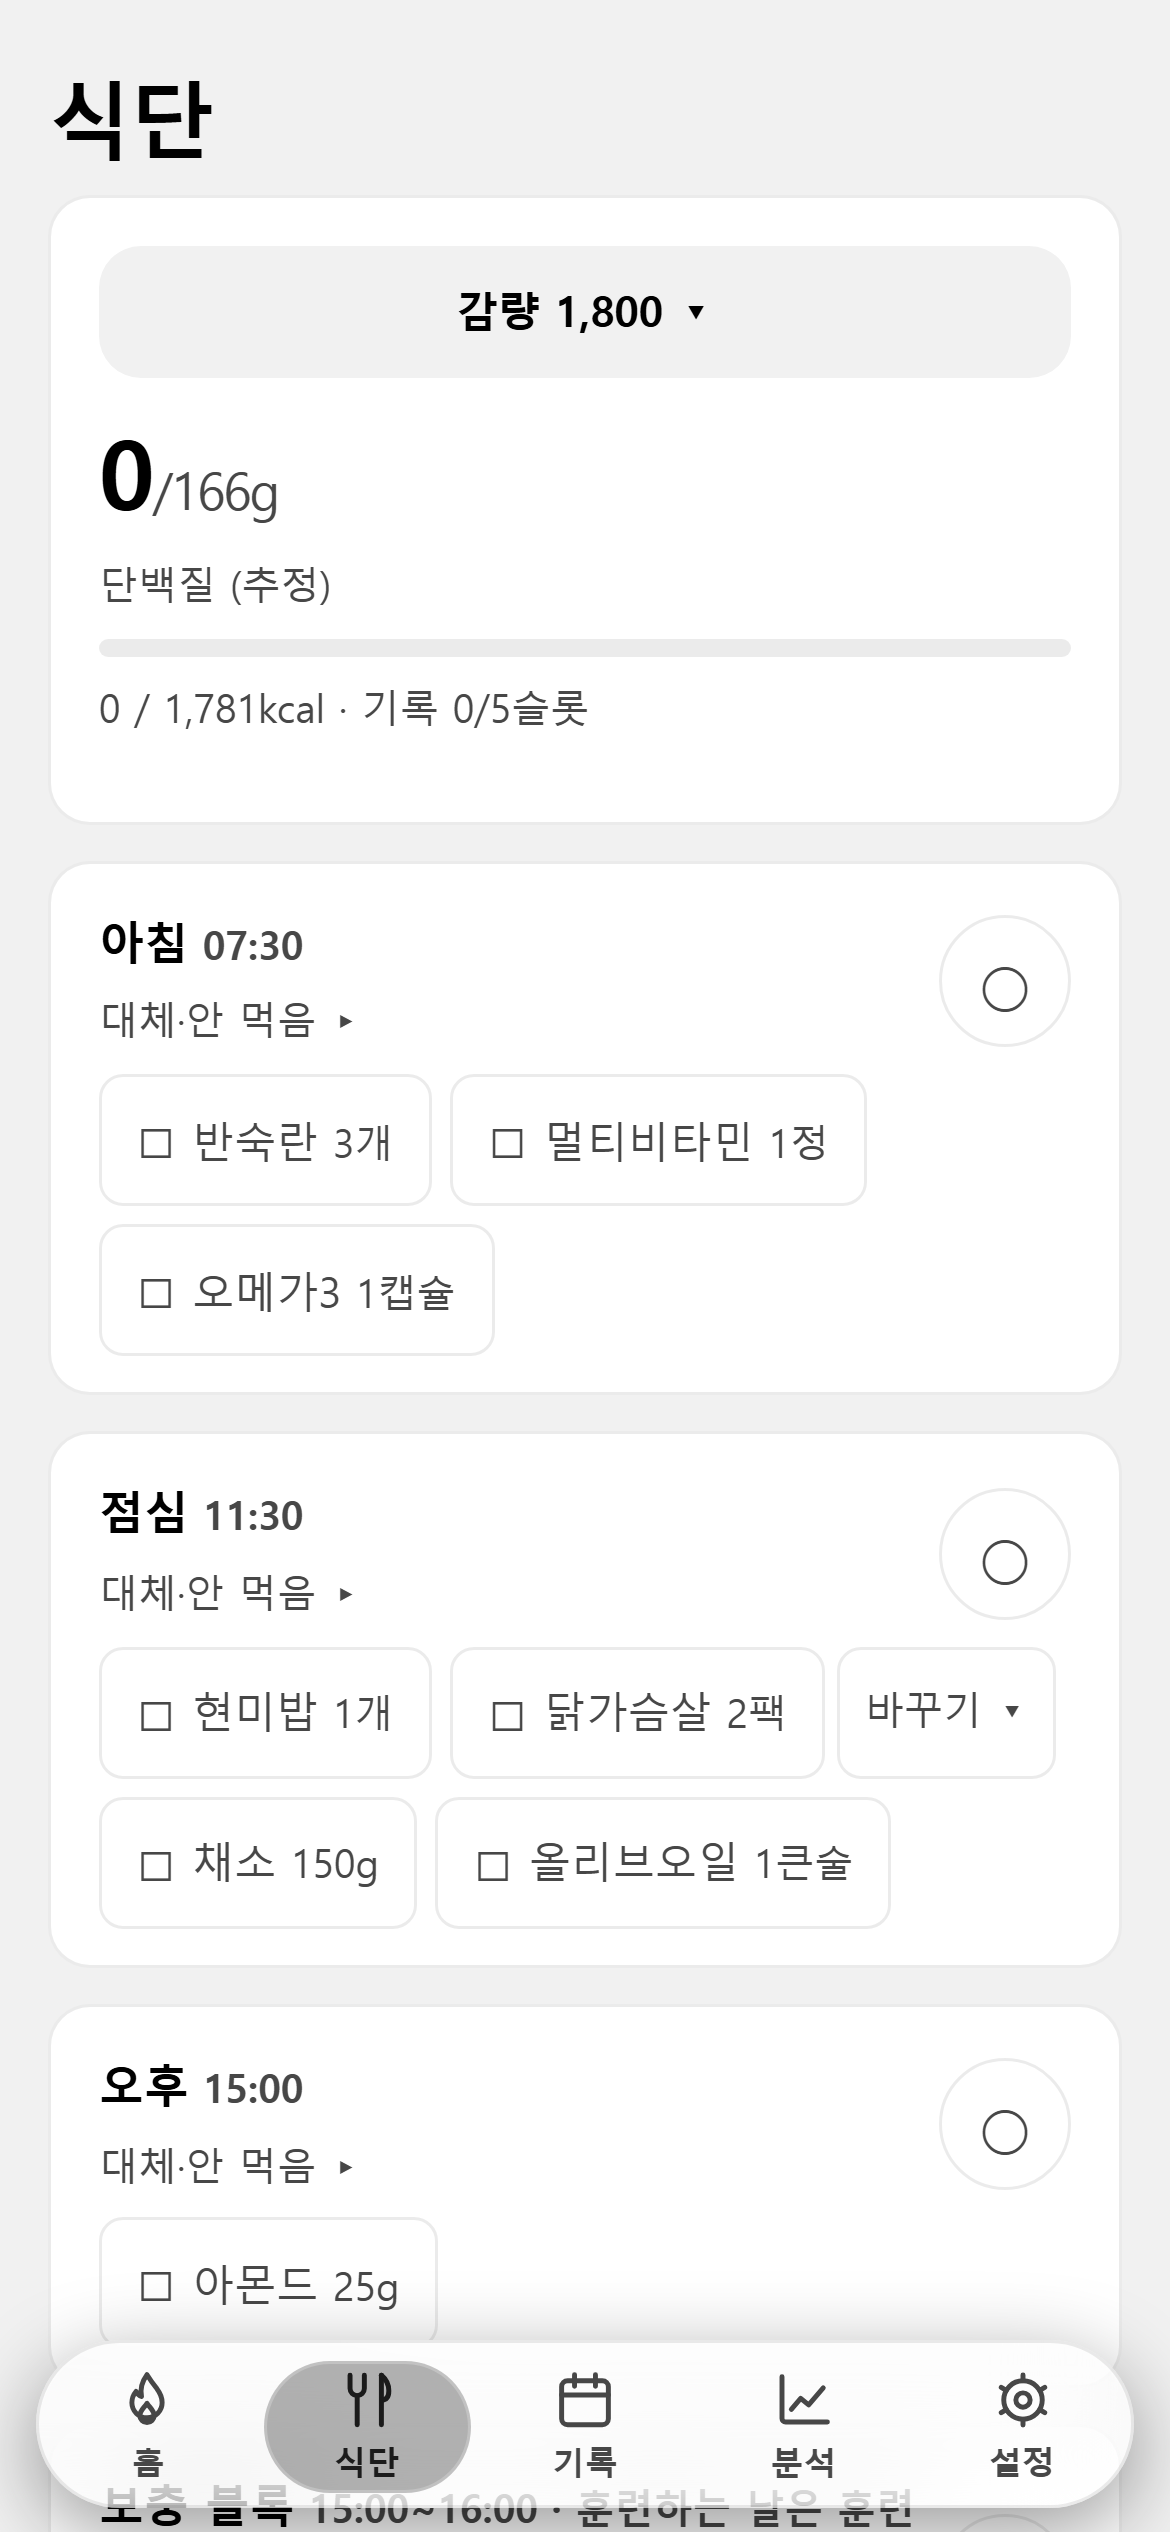 식단
감량 1,800 ▼
0/166g
단백질 (추정)
0 / 1,781kcal · 기록 0/5슬롯
아침 07:30
대체·안 먹음 ▸
□ 반숙란 3개
□ 멀티비타민 1정
□ 오메가3 1캡슐
점심 11:30
대체·안 먹음 ▸
□ 현미밥 1개
□ 닭가슴살 2팩
바꾸기 ▼
□ 채소 150g
□ 올리브오일 1큰술
오후 15:00
대체·안 먹음 ▸
□ 아몬드 25g
홈
식단
기록
분석
설정
보충 블록 15:00~16:00 · 훈련하는 날은 훈련